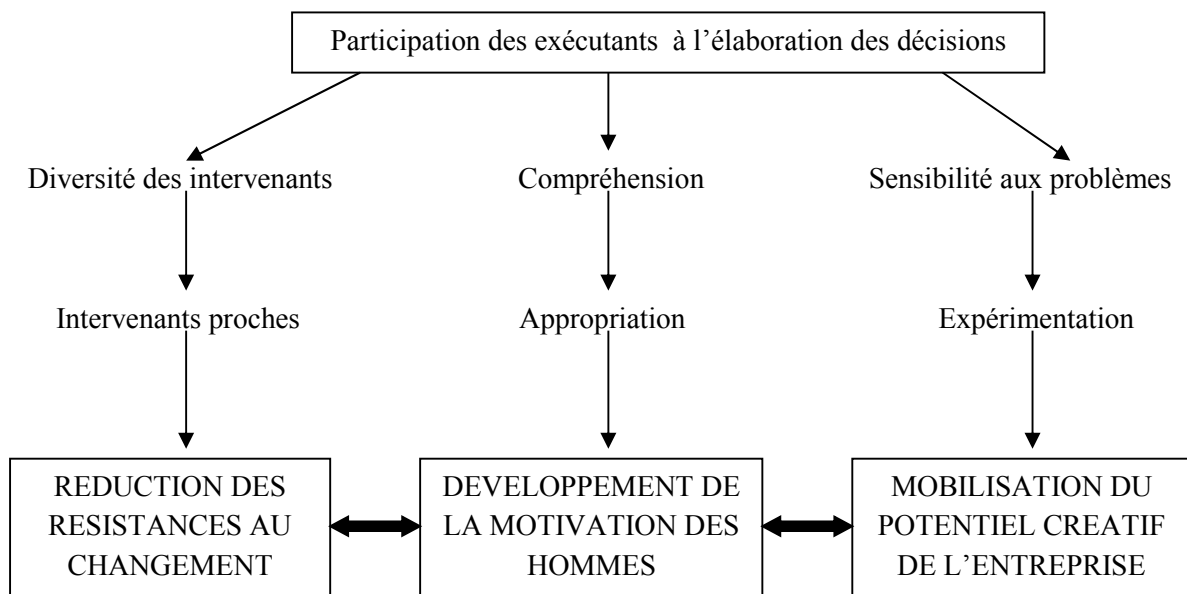 Participation des exécutants à l’élaboration des décisions
Diversité des intervenants
Compréhension
Sensibilité aux problèmes
Intervenants proches
Appropriation
Expérimentation
REDUCTION DES
RESISTANCES AU
CHANGEMENT
DEVELOPPEMENT DE
LA MOTIVATION DES
HOMMES
MOBILISATION DU
POTENTIEL CREATIF
DE L’ENTREPRISE